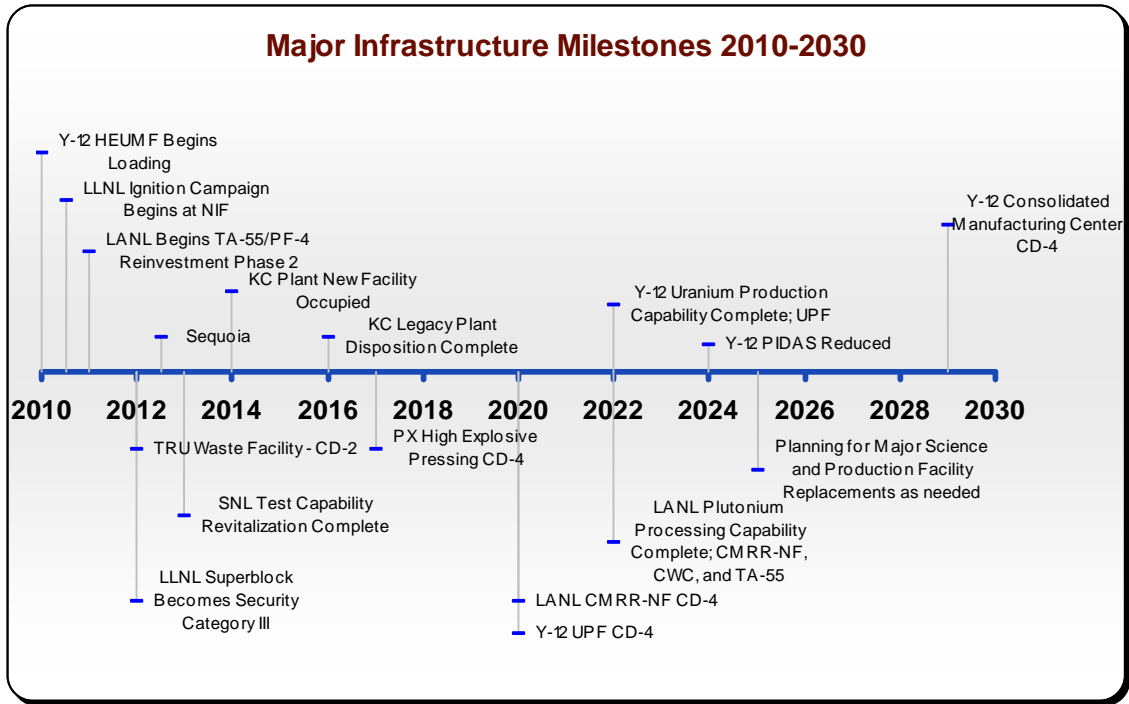 Major Infrastructure Milestones 2010-2030
Y-12 HEUMF Begins
Loading
LLNL Ignition Campaign
Begins at NIF
LANL Begins TA-55/PF-4
Reinvestment Phase 2
KC Plant New Facility
Occupied
Sequoia
KC Legacy Plant
Disposition Complete
Y-12 Uranium Production
Capability Complete; UPF
Y-12 PIDAS Reduced
Y-12 Consolidated
Manufacturing Center
CD-4
2010 2012 2014 2016 2018 2020 2022 2024 2026 2028 2030
TRU Waste Facility - CD-2
SNL Test Capability
Revitalization Complete
LLNL Superblock
Becomes Security
Category III
PX High Explosive
Pressing CD-4
LANL CMRR-NF CD-4
Y-12 UPF CD-4
LANL Plutonium
Processing Capability
Complete; CMRR-NF,
CWC, and TA-55
Planning for Major Science
and Production Facility
Replacements as needed